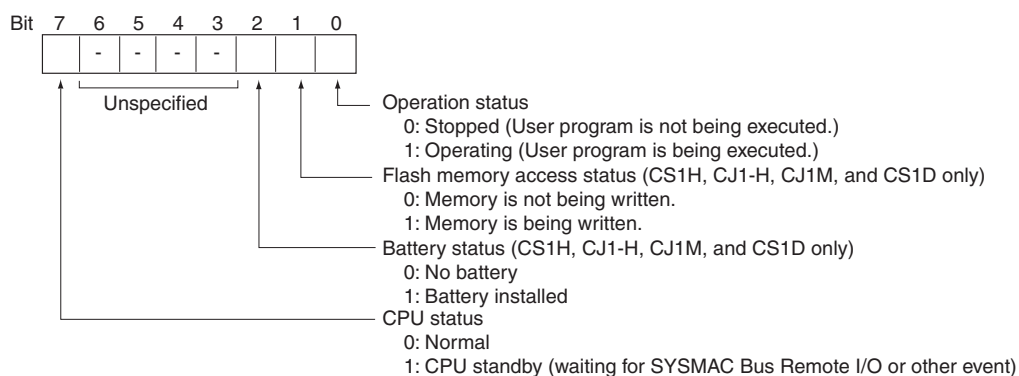 Bit 7 6 5 4 3 2 1 0
- - - -
Unspecified
Operation status
0: Stopped (User program is not being executed.)
1: Operating (User program is being executed.)
Flash memory access status (CS1H, CJ1-H, CJ1M, and CS1D only)
0: Memory is not being written.
1: Memory is being written.
Battery status (CS1H, CJ1-H, CJ1M, and CS1D only)
0: No battery
1: Battery installed
CPU status
0: Normal
1: CPU standby (waiting for SYSMAC Bus Remote I/O or other event)